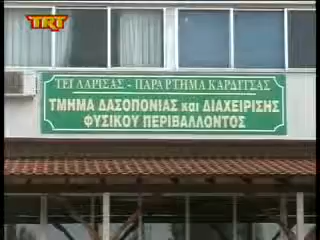 TRT
ΤΕΙ ΛΑΡΙΣΑΣ - ΠΑΡΑΡΤΗΜΑ ΚΑΡΔΙΤΣΑΣ
ΤΜΗΜΑ ΔΑΣΟΠΟΝΙΑΣ και ΔΙΑΧΕΙΡΙΣΗΣ
ΦΥΣΙΚΟΥ ΠΕΡΙΒΑΛΛΟΝΤΟΣ